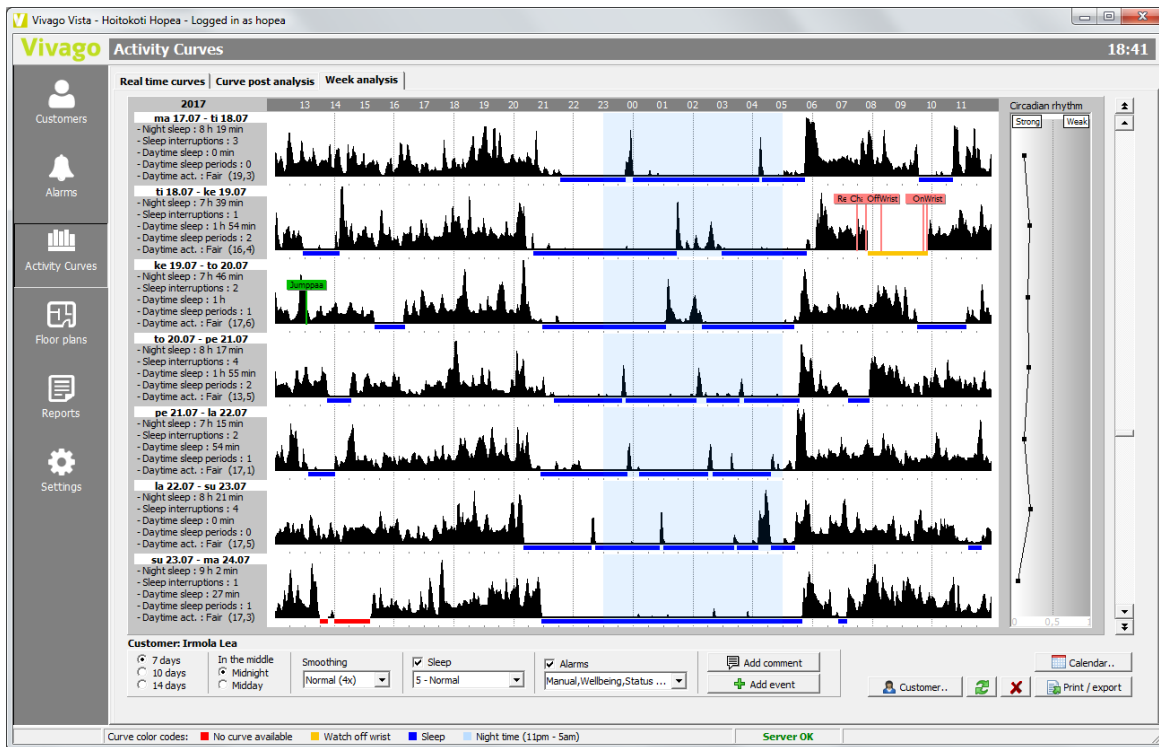 Vivago Vista - Hoitokoti Hopea - Logged in as hopea
Vivago Activity Curves 18:41
Customers
Alarms
Activity Curves
Floor plans
Reports
Settings
Real time curves Curve post analysis Week analysis
2017 13 14 15 16 17 18 19 20 21 22 23 00 01 02 03 04 05 06 07 08 09 10 11
Circadian rhythm
Strong Weak
ma 17.07 - ti 18.07
- Night sleep : 8 h 19 min
- Sleep interruptions : 3
- Daytime sleep : 0 min
- Daytime sleep periods : 0
- Daytime act. : Fair (19,3)
ti 18.07 - ke 19.07
- Night sleep : 7 h 39 min
- Sleep interruptions : 1
- Daytime sleep : 1 h 54 min
- Daytime sleep periods : 2
- Daytime act. : Fair (16,4)
Re Cha OffWrist OnWrist
ke 19.07 - to 20.07
- Night sleep : 7 h 46 min
- Sleep interruptions : 2
- Daytime sleep : 1 h
- Daytime sleep periods : 1
- Daytime act. : Fair (17,6)
Jumppaa
to 20.07 - pe 21.07
- Night sleep : 8 h 17 min
- Sleep interruptions : 4
- Daytime sleep : 1 h 55 min
- Daytime sleep periods : 2
- Daytime act. : Fair (13,5)
pe 21.07 - la 22.07
- Night sleep : 7 h 15 min
- Sleep interruptions : 2
- Daytime sleep : 54 min
- Daytime sleep periods : 1
- Daytime act. : Fair (17,1)
la 22.07 - su 23.07
- Night sleep : 8 h 21 min
- Sleep interruptions : 4
- Daytime sleep : 0 min
- Daytime sleep periods : 0
- Daytime act. : Fair (17,5)
su 23.07 - ma 24.07
- Night sleep : 9 h 2 min
- Sleep interruptions : 1
- Daytime sleep : 27 min
- Daytime sleep periods : 1
- Daytime act. : Fair (17,3)
0 0,5 1
Customer: Irmola Lea
7 days
10 days
14 days
In the middle
Midnight
Midday
Smoothing
Normal (4x)
Sleep
5 - Normal
Alarms
Manual,Wellbeing,Status ...
Add comment
Add event
Calendar..
Customer..
Print / export
Curve color codes: No curve available Watch off wrist Sleep Night time (11pm - 5am) Server OK